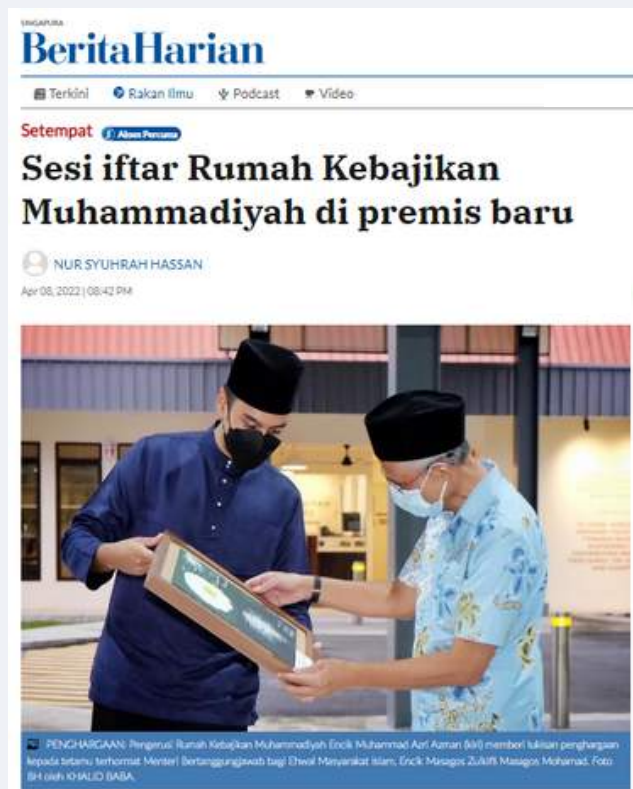 SINGAPURA
BeritaHarian
Terkini Rakan Ilmu Podcast Video
Setempat Akses Percuma
Sesi iftar Rumah Kebajikan
Muhammadiyah di premis baru
NUR SYUHRAH HASSAN
Apr 08, 2022 | 08:42 PM
PENGHARGAAN: Pengerusi Rumah Kebajikan Muhammadiyah Encik Muhammad Azri Azman (kiri) memberi lukisan penghargaan
kepada tetamu terhormat Menteri Bertanggungjawab bagi Ehwal Masyarakat Islam, Encik Masagos Zulkifli Masagos Mohamad. Foto
BH oleh KHALID BABA.